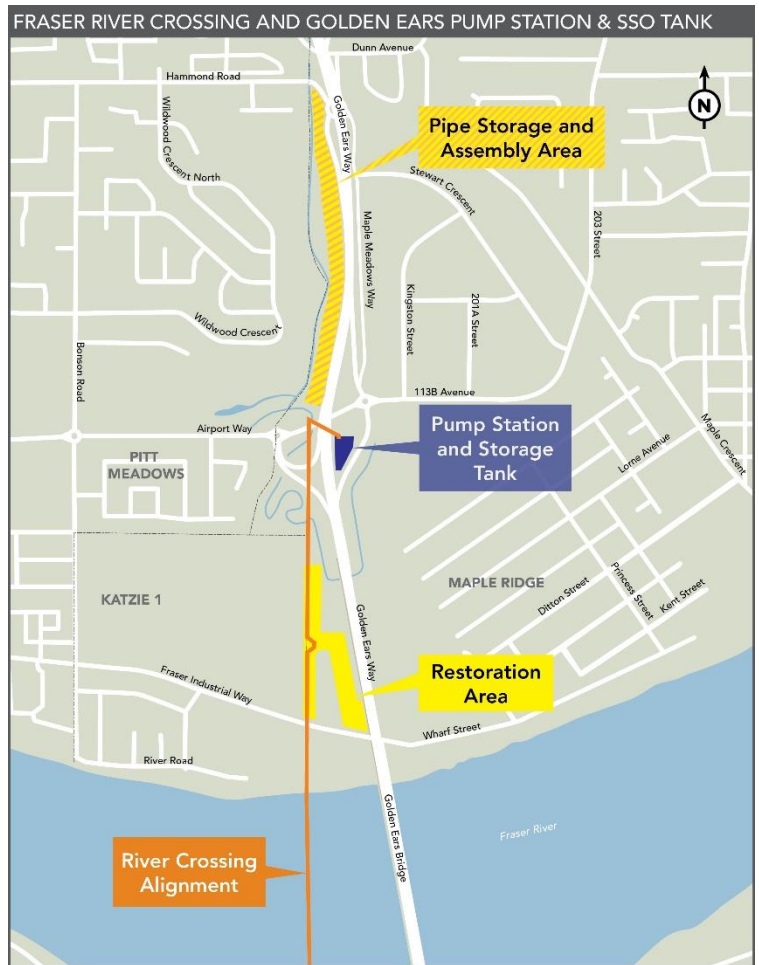 FRASER RIVER CROSSING AND GOLDEN EARS PUMP STATION & SSO TANK
Dunn Avenue
Hammond Road
N
Golden Ears Way
Wildwood Crescent North
Pipe Storage and
Assembly Area
Stewart Crescent
203 Street
Maple Meadows Way
Kingston Street
201A Street
Wildwood Crescent
Bonson Road
113B Avenue
Airport Way
Pump Station
and Storage
Tank
Maple Crescent
Lorne Avenue
PITT
MEADOWS
KATZIE 1
MAPLE RIDGE
Ditton Street
Princess Street
Kent Street
Golden Ears Way
Fraser Industrial Way
Restoration
Area
Wharf Street
River Road
Golden Ears Bridge
Fraser River
River Crossing
Alignment